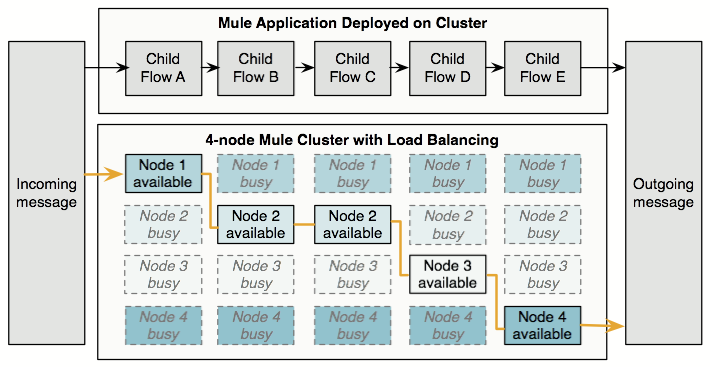 Mule Application Deployed on Cluster
Child
Flow A
Child
Flow B
Child
Flow C
Child
Flow D
Child
Flow E
Incoming
message
Outgoing
message
4-node Mule Cluster with Load Balancing
Node 1
available
Node 1
busy
Node 1
busy
Node 1
busy
Node 1
busy
Node 2
busy
Node 2
available
Node 2
available
Node 2
busy
Node 2
busy
Node 3
busy
Node 3
busy
Node 3
busy
Node 3
available
Node 3
busy
Node 4
busy
Node 4
busy
Node 4
busy
Node 4
busy
Node 4
available